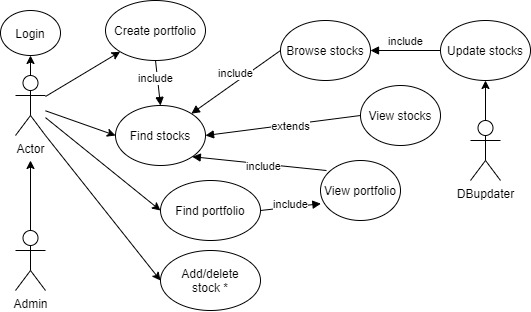 Login
Create portfolio
Browse stocks
include
Update stocks
include
include
Actor
Find stocks
extends
View stocks
include
View portfolio
DBupdater
Find portfolio
include
Admin
Add/delete
stock *